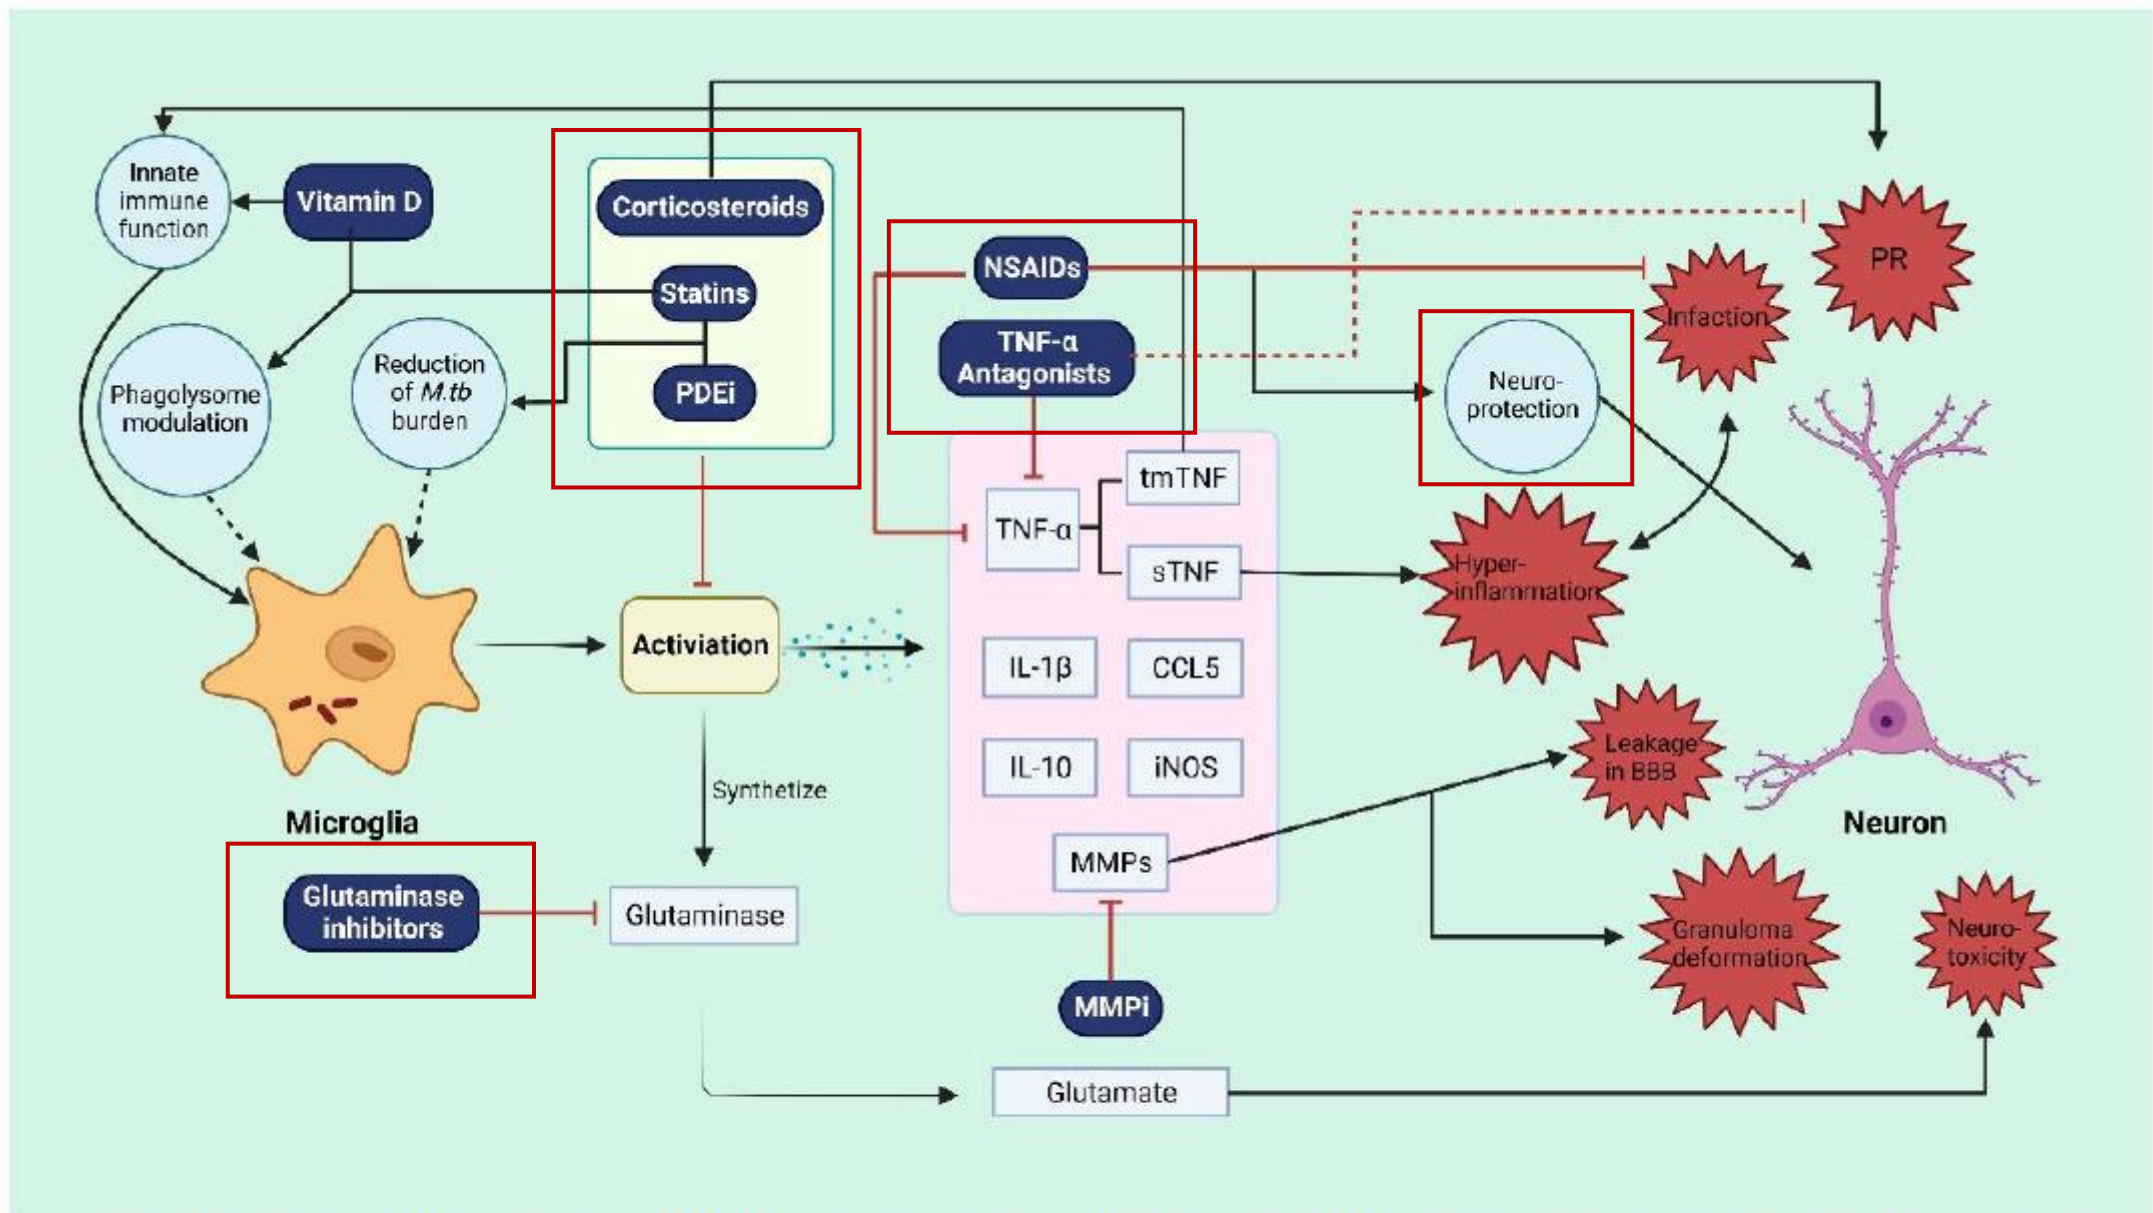 Innate
immune
function
Vitamin D
Corticosteroids
Statins
PDEi
NSAIDs
TNF-α
Antagonists
PR
Infaction
Neuro-
protection
Phagolysome
modulation
Reduction
of M.tb
burden
tmTNF
TNF-α
sTNF
Hyper-
inflammation
Activiation
IL-1β
CCL5
IL-10
iNOS
MMPs
Leakage
in BBB
Synthetize
Microglia
Neuron
Glutaminase
inhibitors
Glutaminase
Granuloma
deformation
Neuro-
toxicity
MMPi
Glutamate